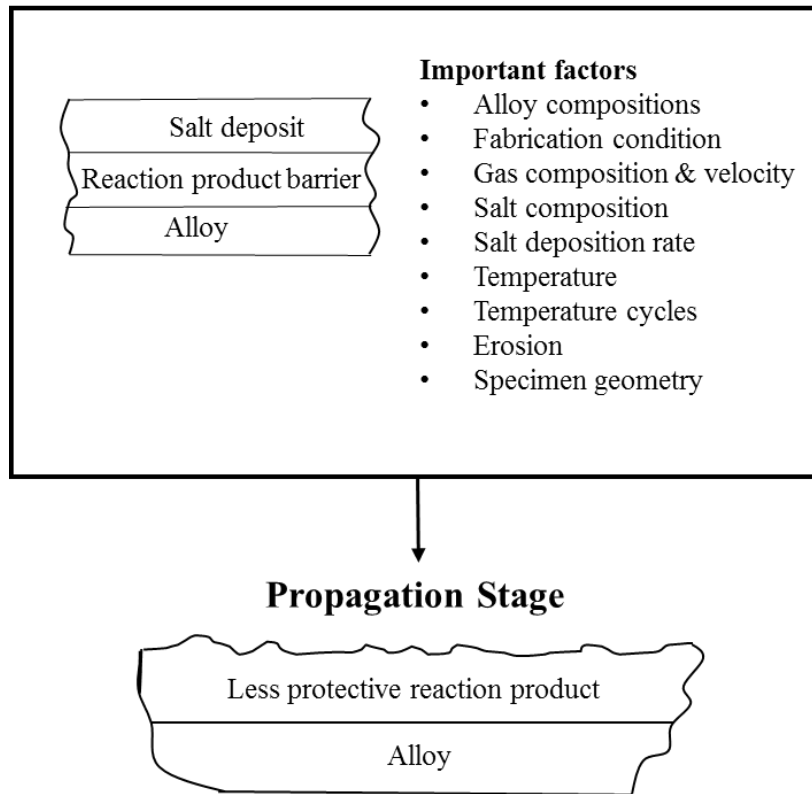 Salt deposit
Reaction product barrier
Alloy
Important factors
• Alloy compositions
• Fabrication condition
• Gas composition & velocity
• Salt composition
• Salt deposition rate
• Temperature
• Temperature cycles
• Erosion
• Specimen geometry
Propagation Stage
Less protective reaction product
Alloy